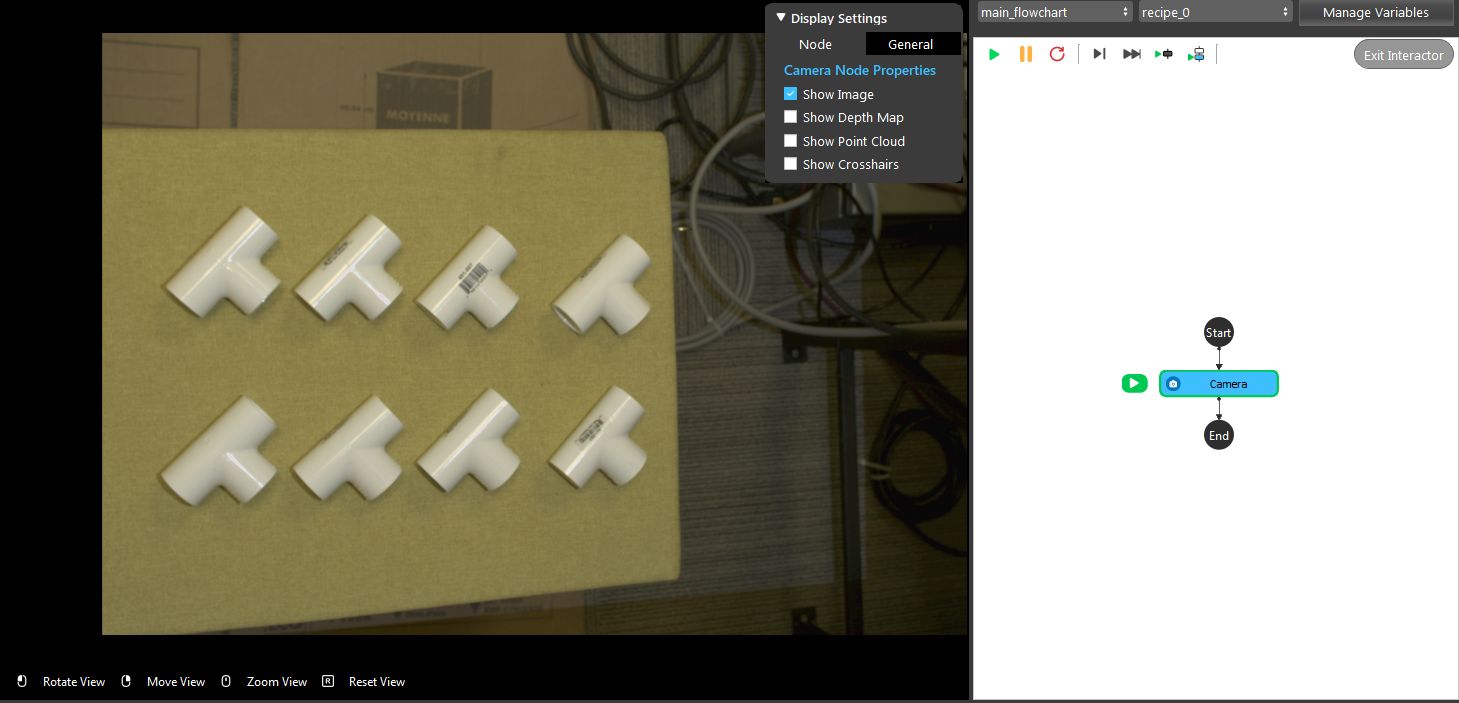 Display Settings
Node
General
Camera Node Properties
Show Image
Show Depth Map
Show Point Cloud
Show Crosshairs
MOYENNE
Rotate View
Move View
Zoom View
R
Reset View
main_flowchart
recipe_0
Manage Variables
Exit Interactor
Start
Camera
End